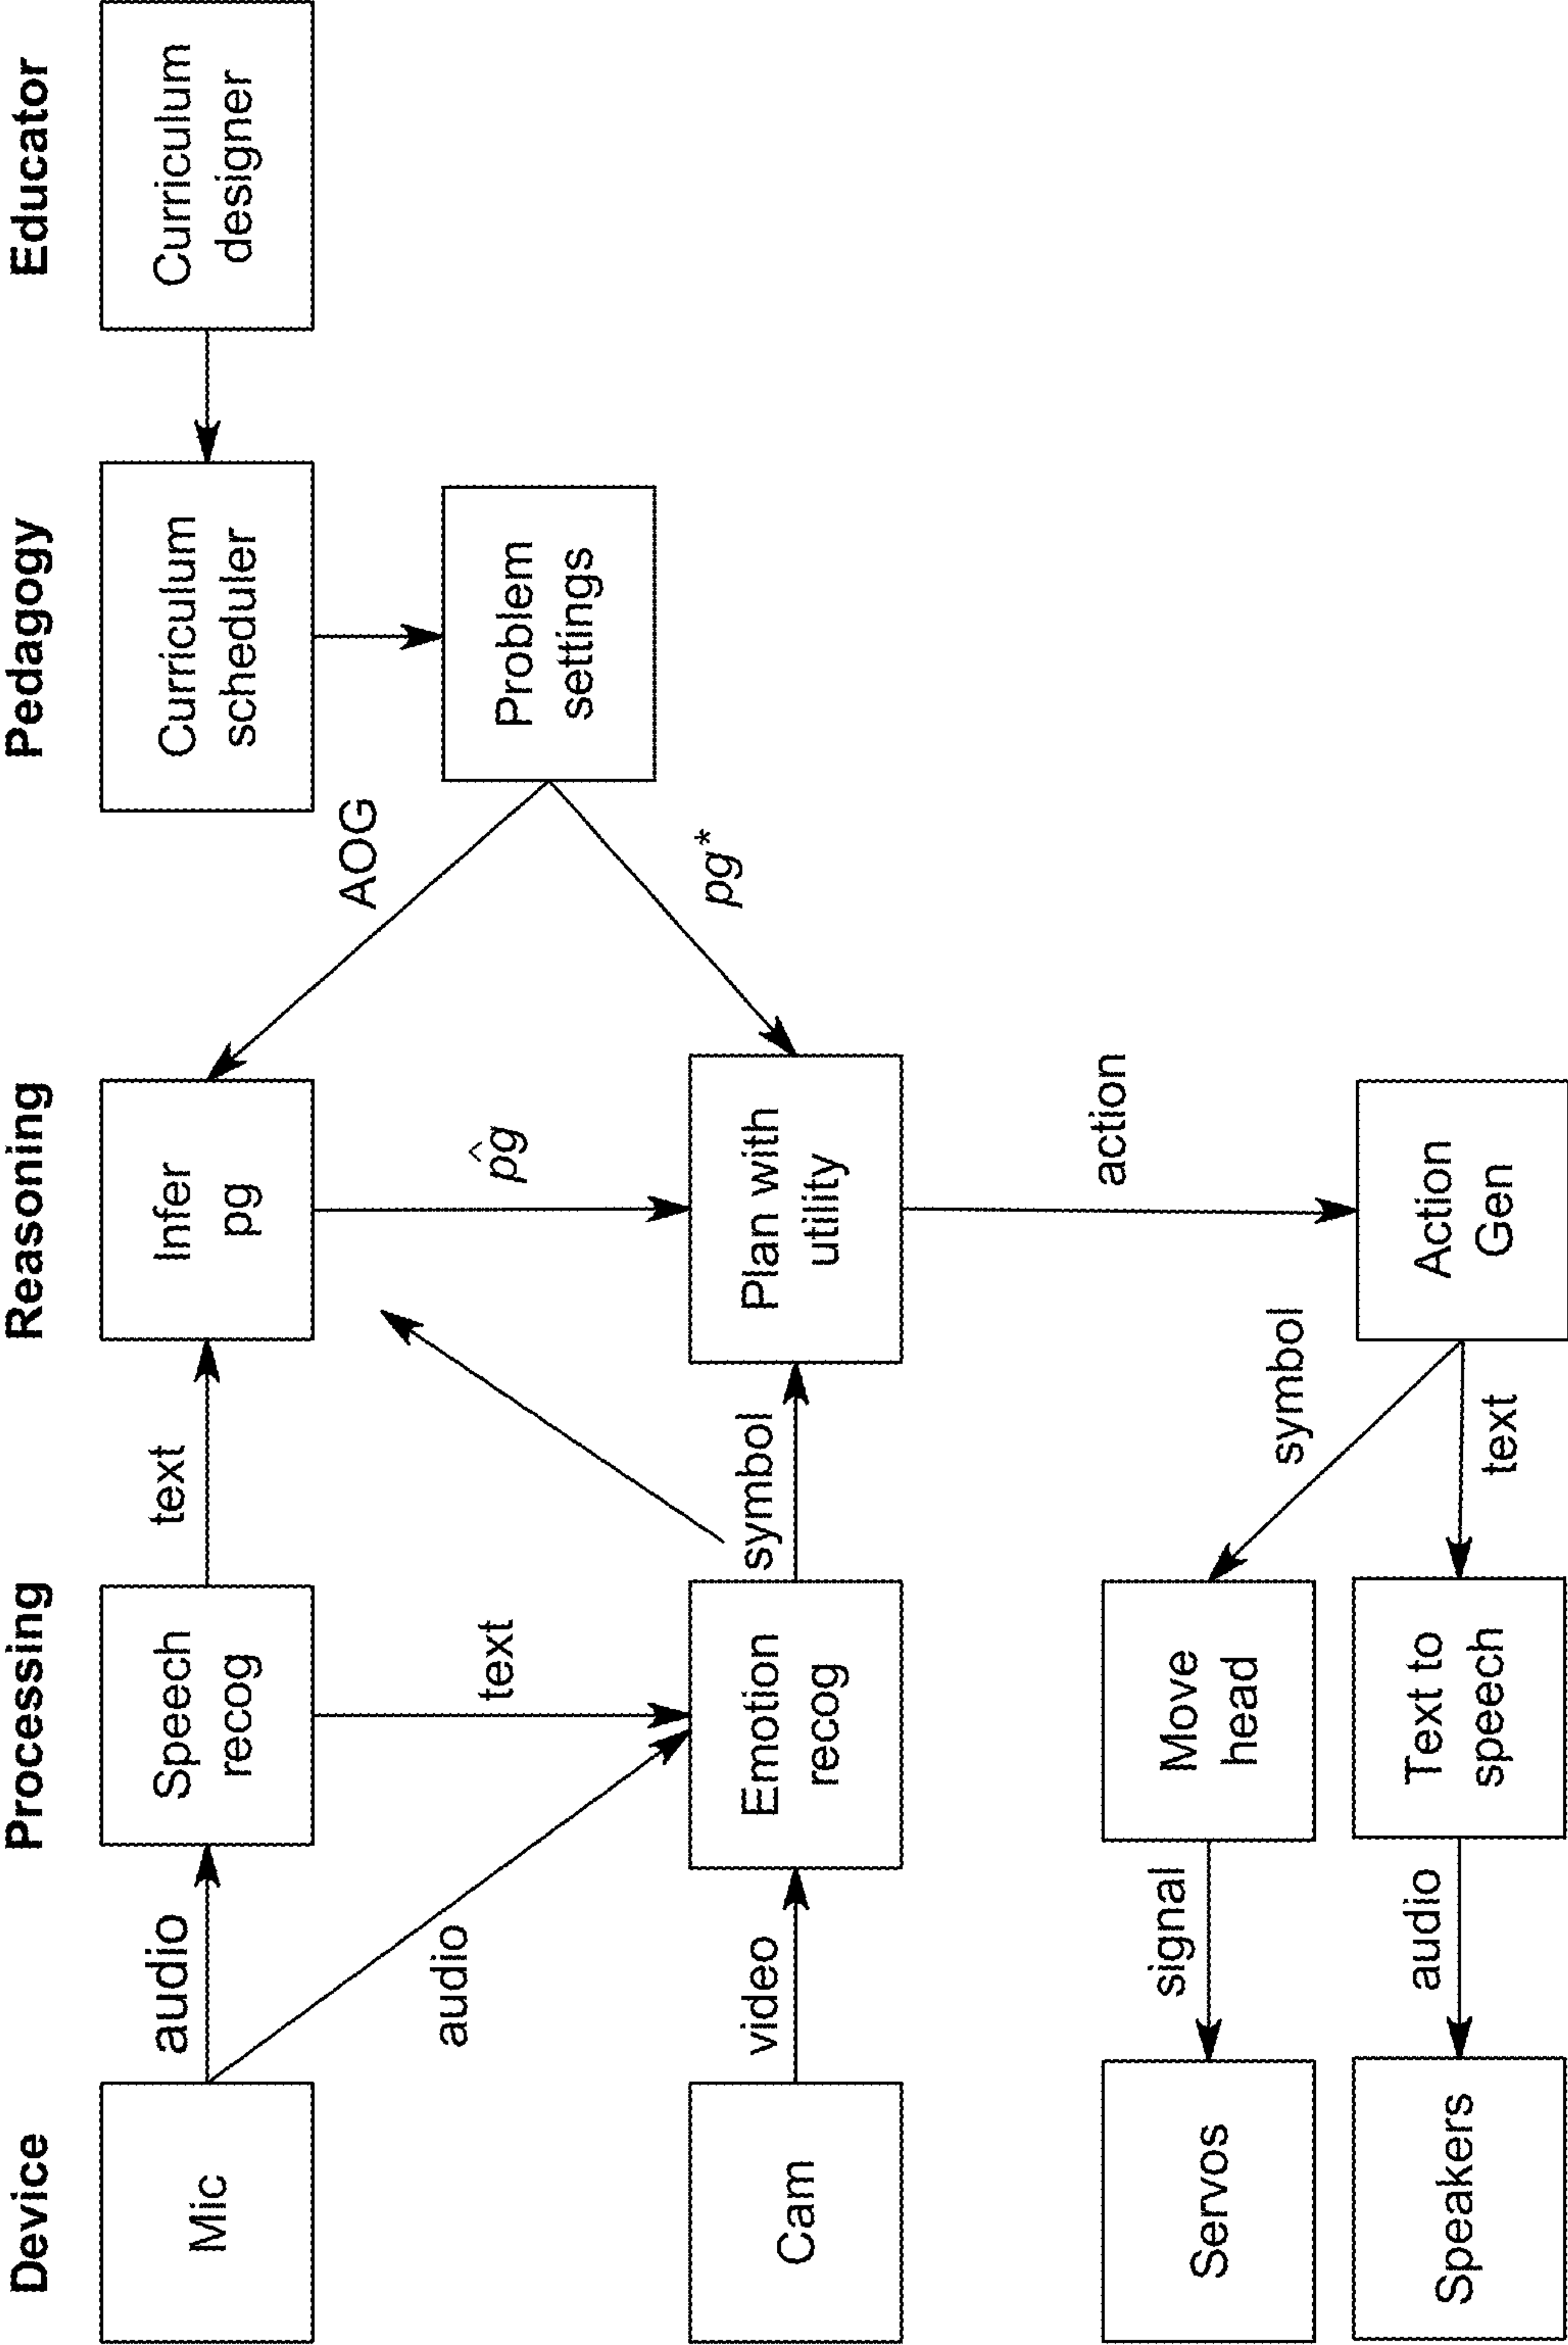 Device
Processing
Reasoning
Pedagogy
Educator
Mic
audio
Speech
recog
text
Infer
pg
AOG
Curriculum
scheduler
Curriculum
designer
audio
text
p̂g
Problem
settings
pg*
Cam
video
Emotion
recog
symbol
Plan with
utility
action
Servos
signal
Move
head
symbol
Action
Gen
Speakers
audio
Text to
speech
text